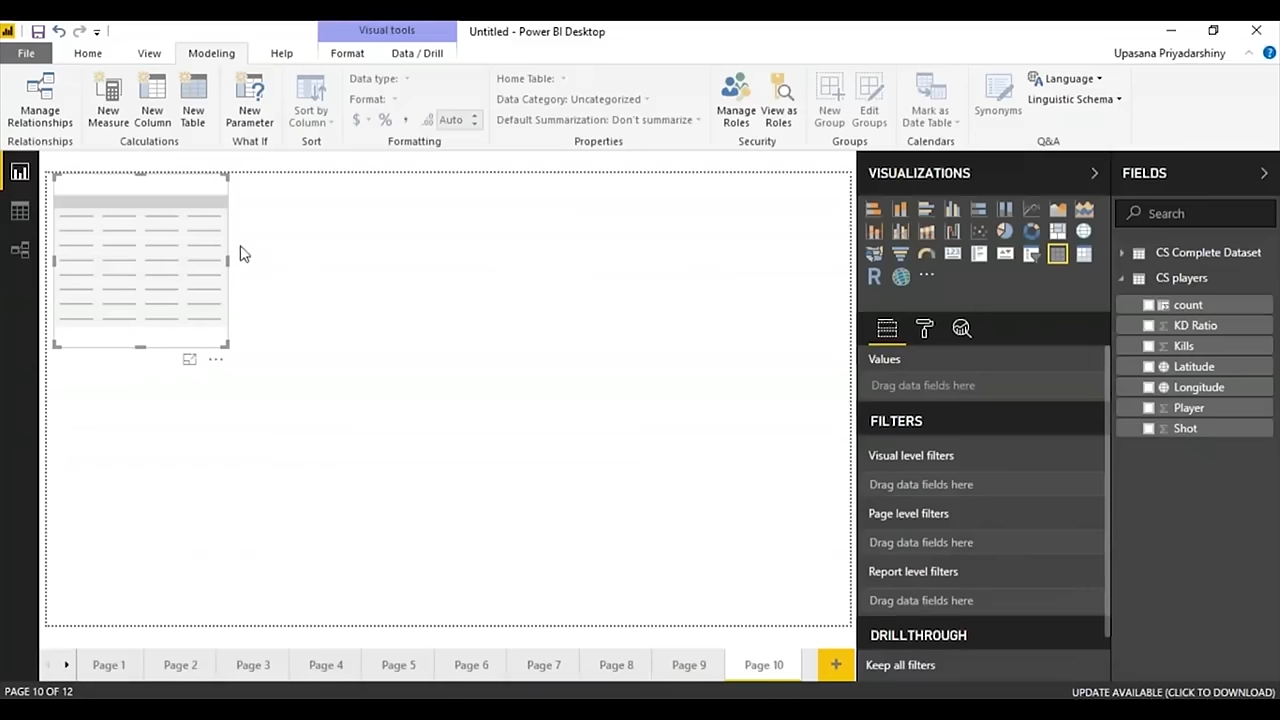 Visual tools
Untitled - Power BI Desktop
File
Home
View
Modeling
Help
Format
Data / Drill
Upasana Priyadarshiny
Manage
Relationships
New
Measure
New
Column
New
Table
New
Parameter
Sort by
Column
Data type:
Format:
$ % , Auto
Home Table:
Data Category: Uncategorized
Default Summarization: Don't summarize
Manage
Roles
View as
Roles
New
Group
Edit
Groups
Mark as
Date Table
Synonyms
Language
Linguistic Schema
Relationships
Calculations
What If
Sort
Formatting
Properties
Security
Groups
Calendars
Q&A
VISUALIZATIONS
R
Values
Drag data fields here
FILTERS
Visual level filters
Drag data fields here
Page level filters
Drag data fields here
Report level filters
Drag data fields here
DRILLTHROUGH
Keep all filters
FIELDS
Search
CS Complete Dataset
CS players
count
KD Ratio
Kills
Latitude
Longitude
Player
Shot
Page 1
Page 2
Page 3
Page 4
Page 5
Page 6
Page 7
Page 8
Page 9
Page 10
PAGE 10 OF 12
UPDATE AVAILABLE (CLICK TO DOWNLOAD)